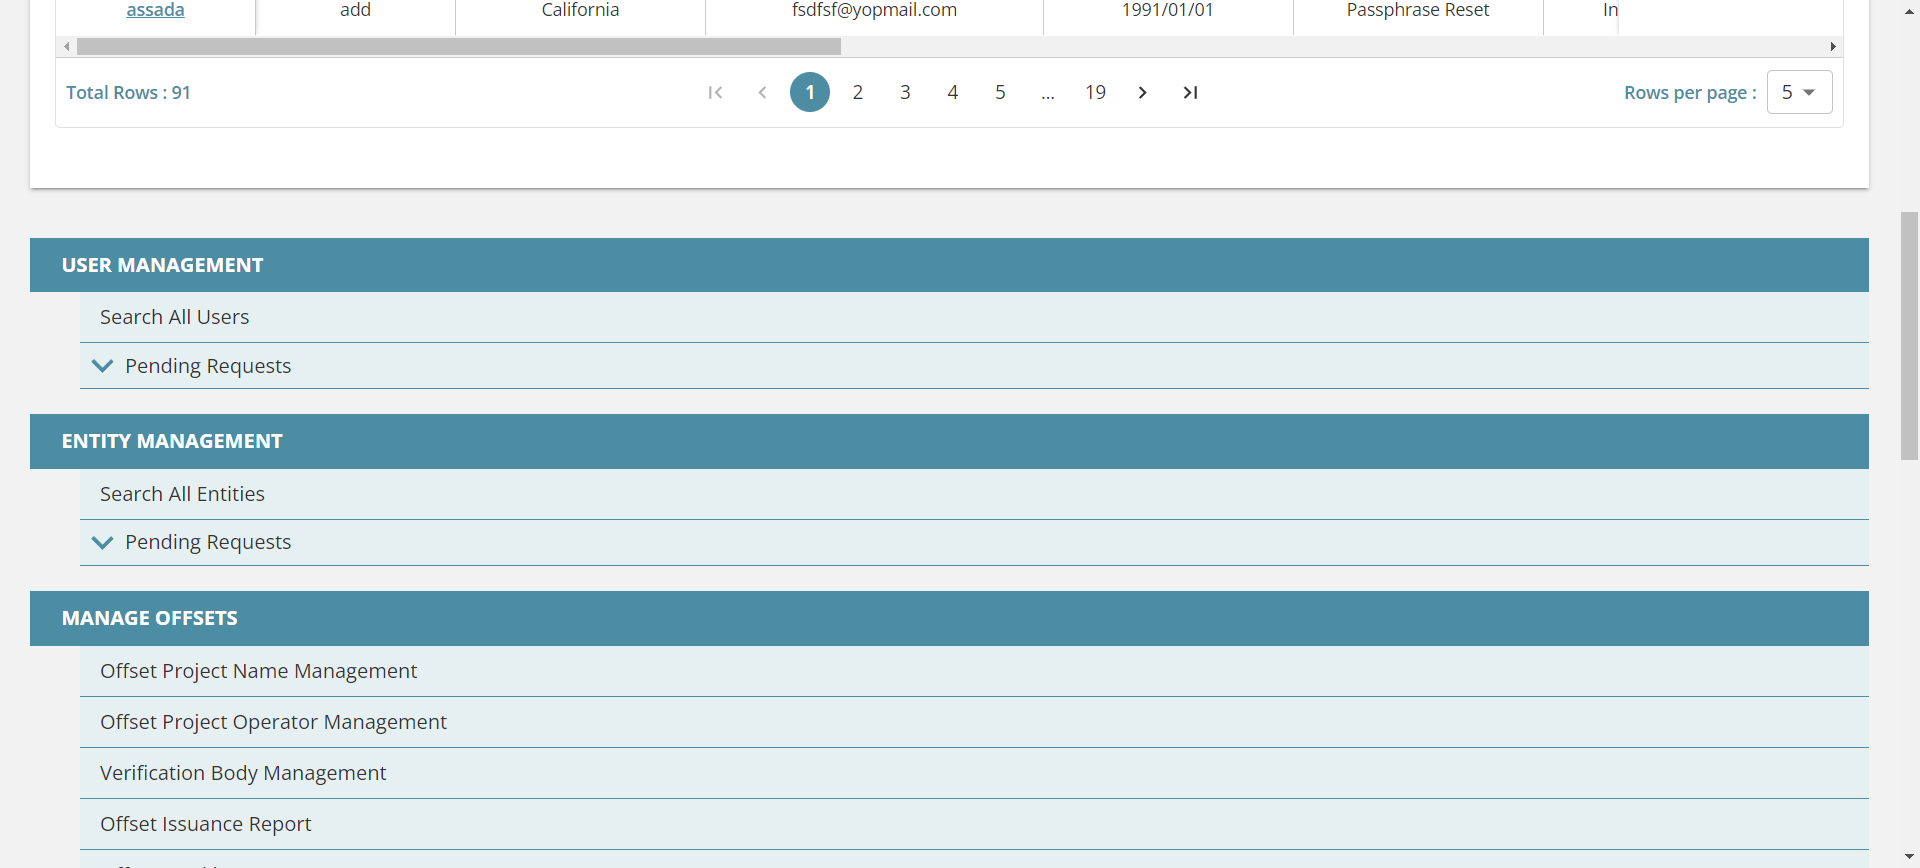 assada add California fsdfsf@yopmail.com 1991/01/01 Passphrase Reset In
Total Rows : 91 1 2 3 4 5 ... 19 Rows per page : 5
USER MANAGEMENT
Search All Users
Pending Requests
ENTITY MANAGEMENT
Search All Entities
Pending Requests
MANAGE OFFSETS
Offset Project Name Management
Offset Project Operator Management
Verification Body Management
Offset Issuance Report